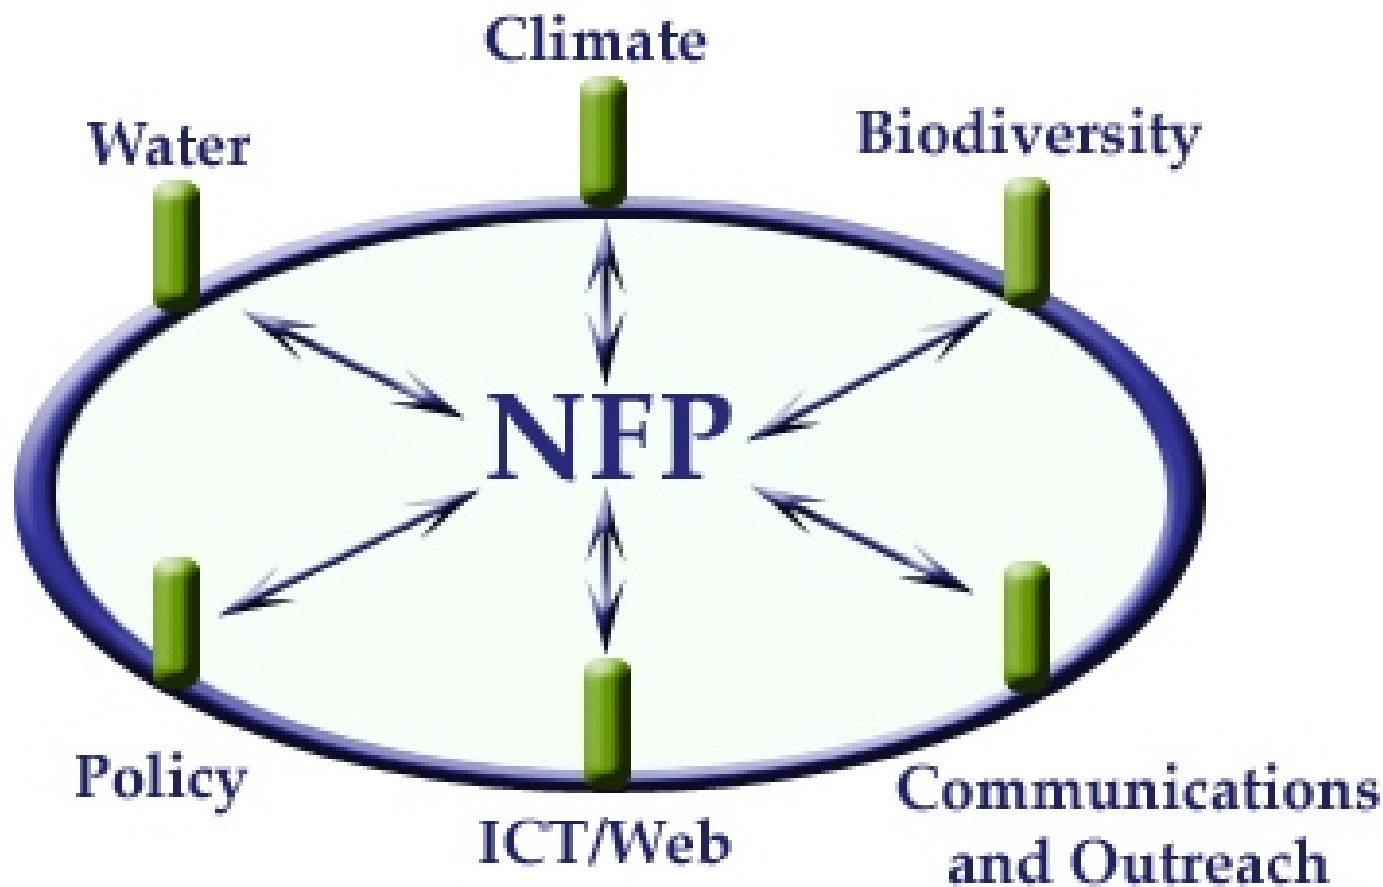 Climate
Water
Biodiversity
NFP
Policy
ICT/Web
Communications
and Outreach